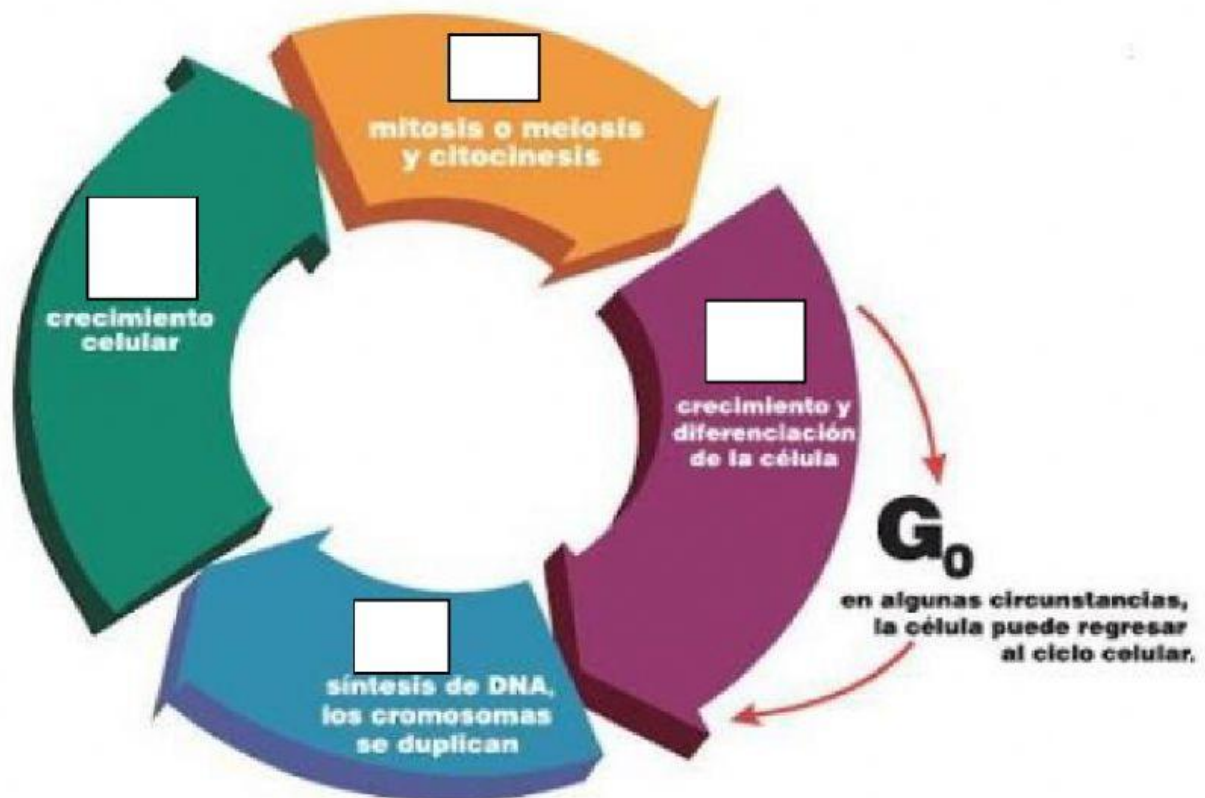 mitosis o meiosis
y citocinesis
crecimiento
celular
crecimiento y
diferenciación
de la célula
G₀
en algunas circunstancias,
la célula puede regresar
al ciclo celular.
síntesis de DNA,
los cromosomas
se duplican